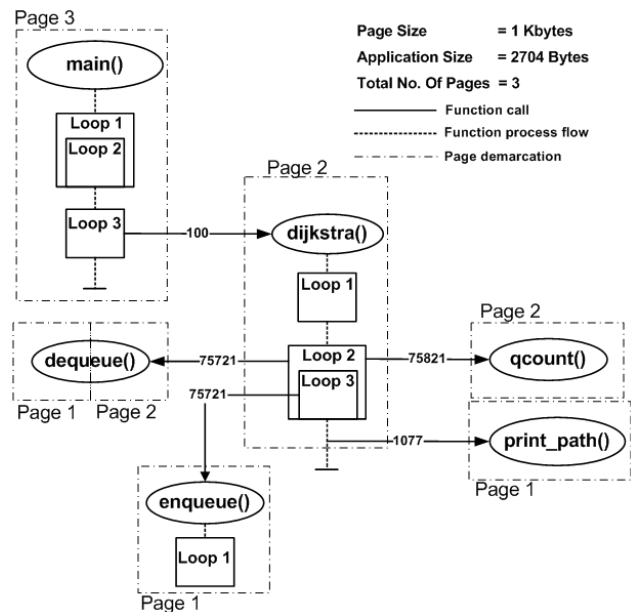 Page 3
Page Size = 1 Kbytes
Application Size = 2704 Bytes
Total No. Of Pages = 3
Function call
Function process flow
Page demarcation
main()
Loop 1
Loop 2
Loop 3
100
Page 2
dijkstra()
Loop 1
Loop 2
Loop 3
75721
dequeue()
Page 1
Page 2
75721
75821
Page 2
qcount()
1077
print_path()
Page 1
enqueue()
Loop 1
Page 1